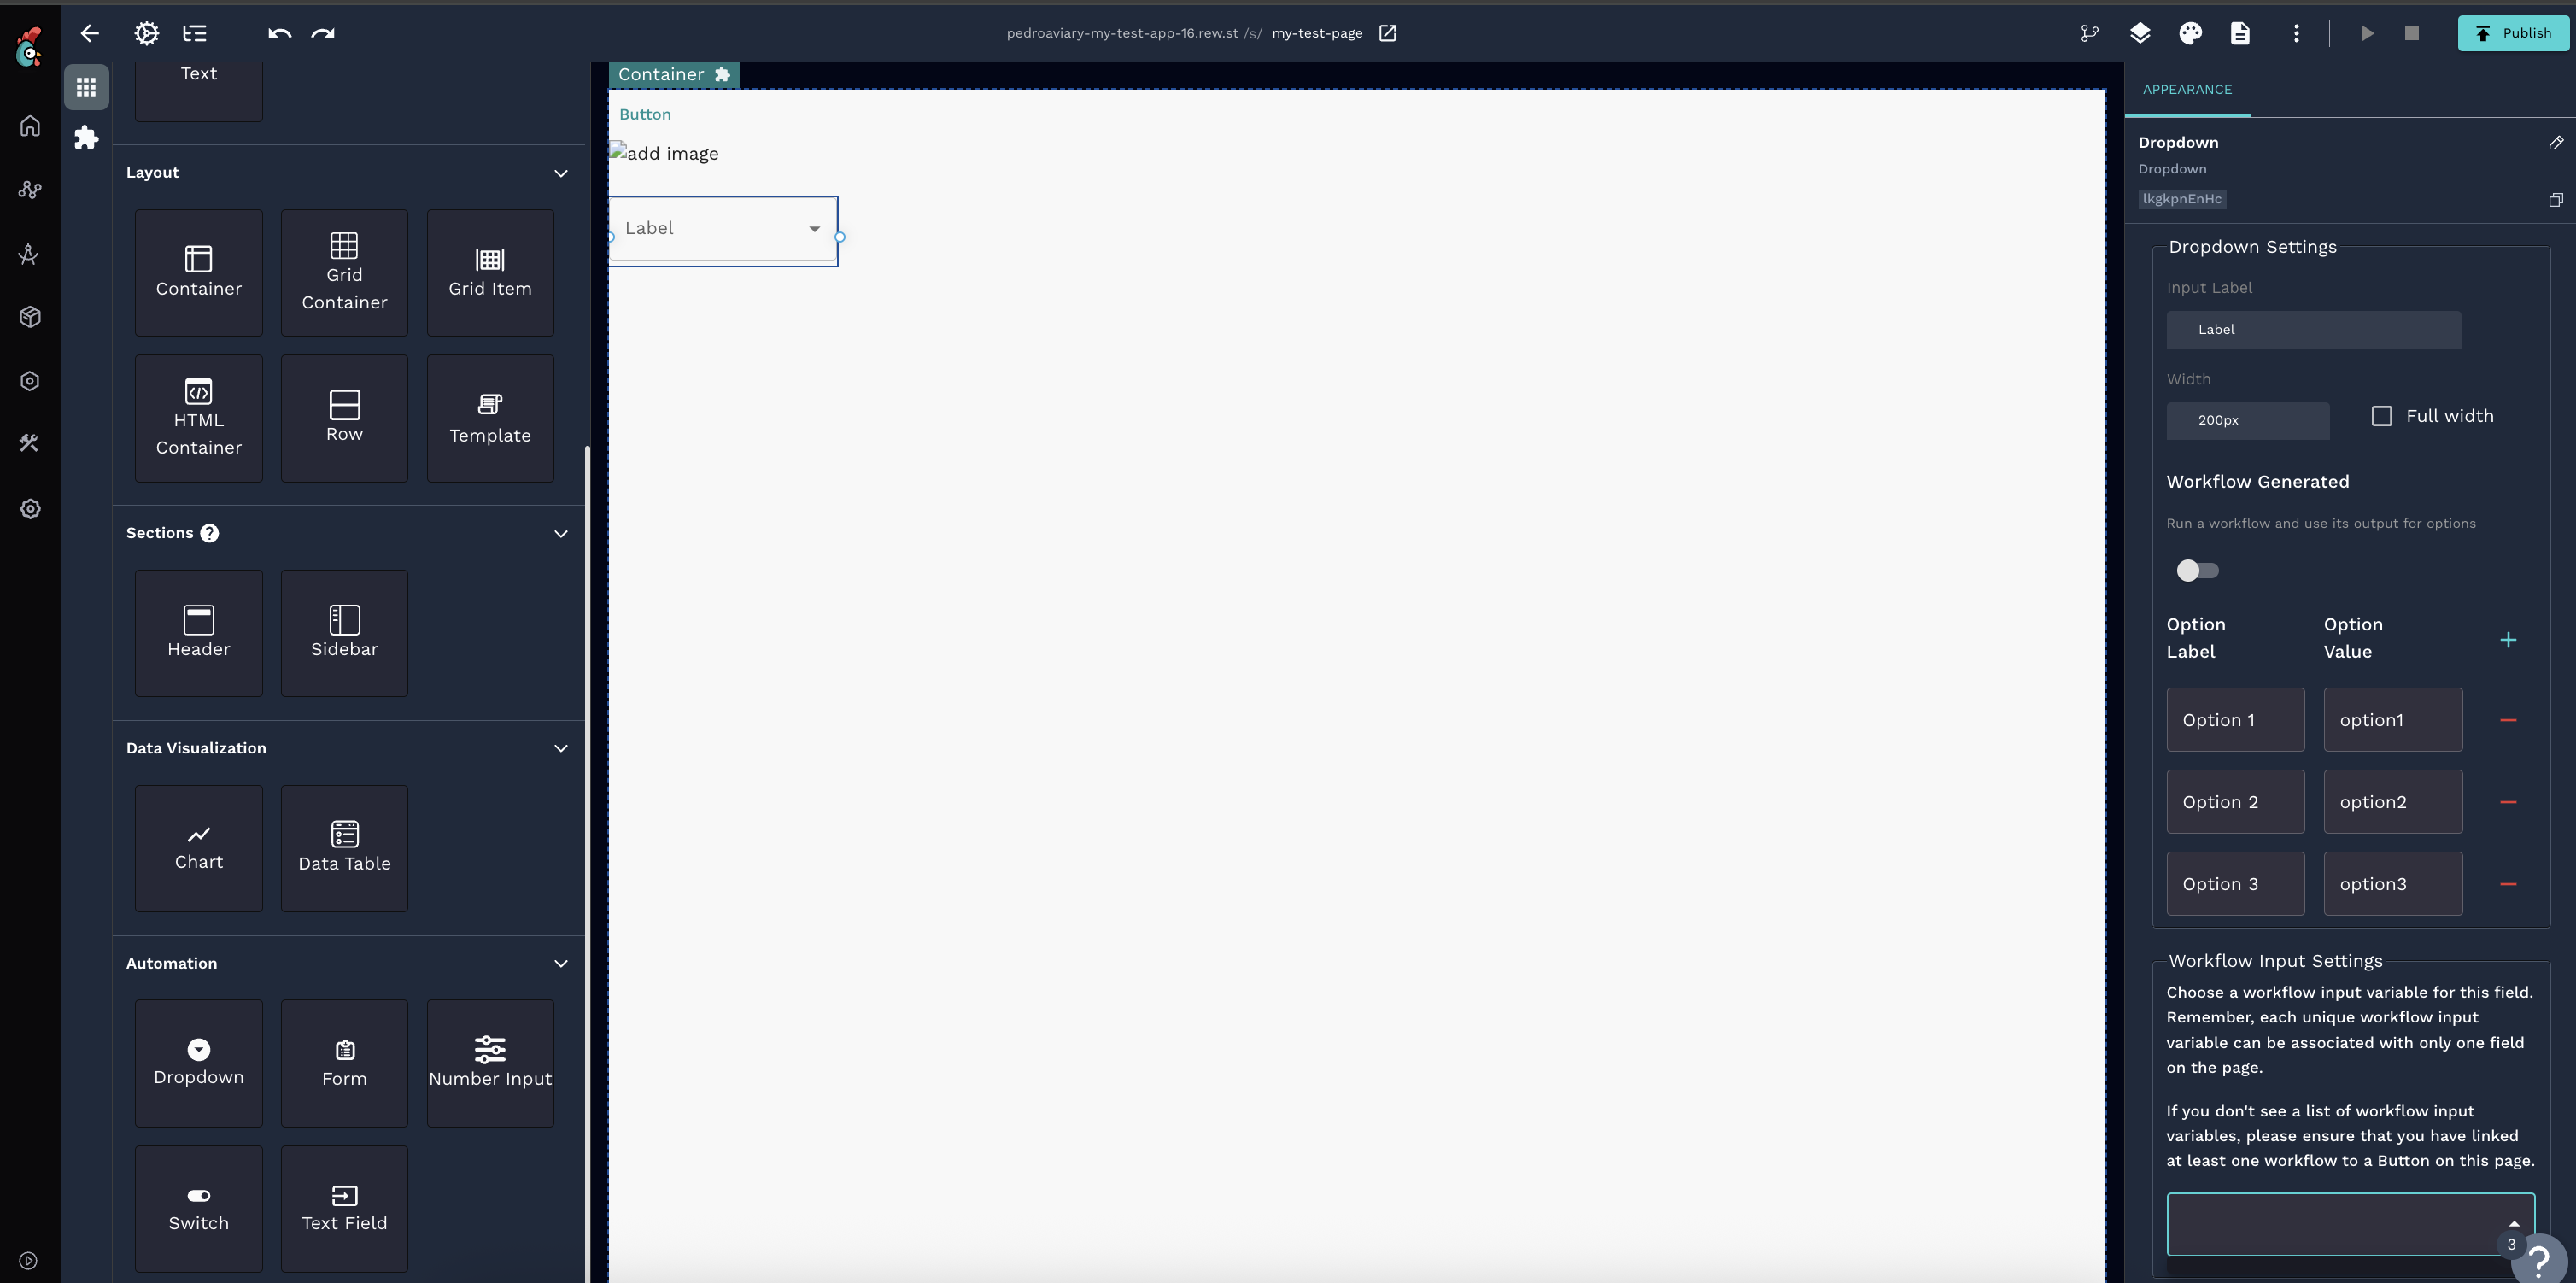 pedroaviary-my-test-app-16.rew.st /s/ my-test-page
Publish
Text
Layout
Container
Grid
Container
Grid Item
HTML
Container
Row
Template
Sections ?
Header
Sidebar
Data Visualization
Chart
Data Table
Automation
Dropdown
Form
Number Input
Switch
Text Field
Container
Button
add image
Label
APPEARANCE
Dropdown
Dropdown
lkgkpnEnHc
Dropdown Settings
Input Label
Label
Width
200px
Full width
Workflow Generated
Run a workflow and use its output for options
Option
Label
Option
Value
Option 1
option1
Option 2
option2
Option 3
option3
Workflow Input Settings
Choose a workflow input variable for this field.
Remember, each unique workflow input
variable can be associated with only one field
on the page.
If you don't see a list of workflow input
variables, please ensure that you have linked
at least one workflow to a Button on this page.
3
?